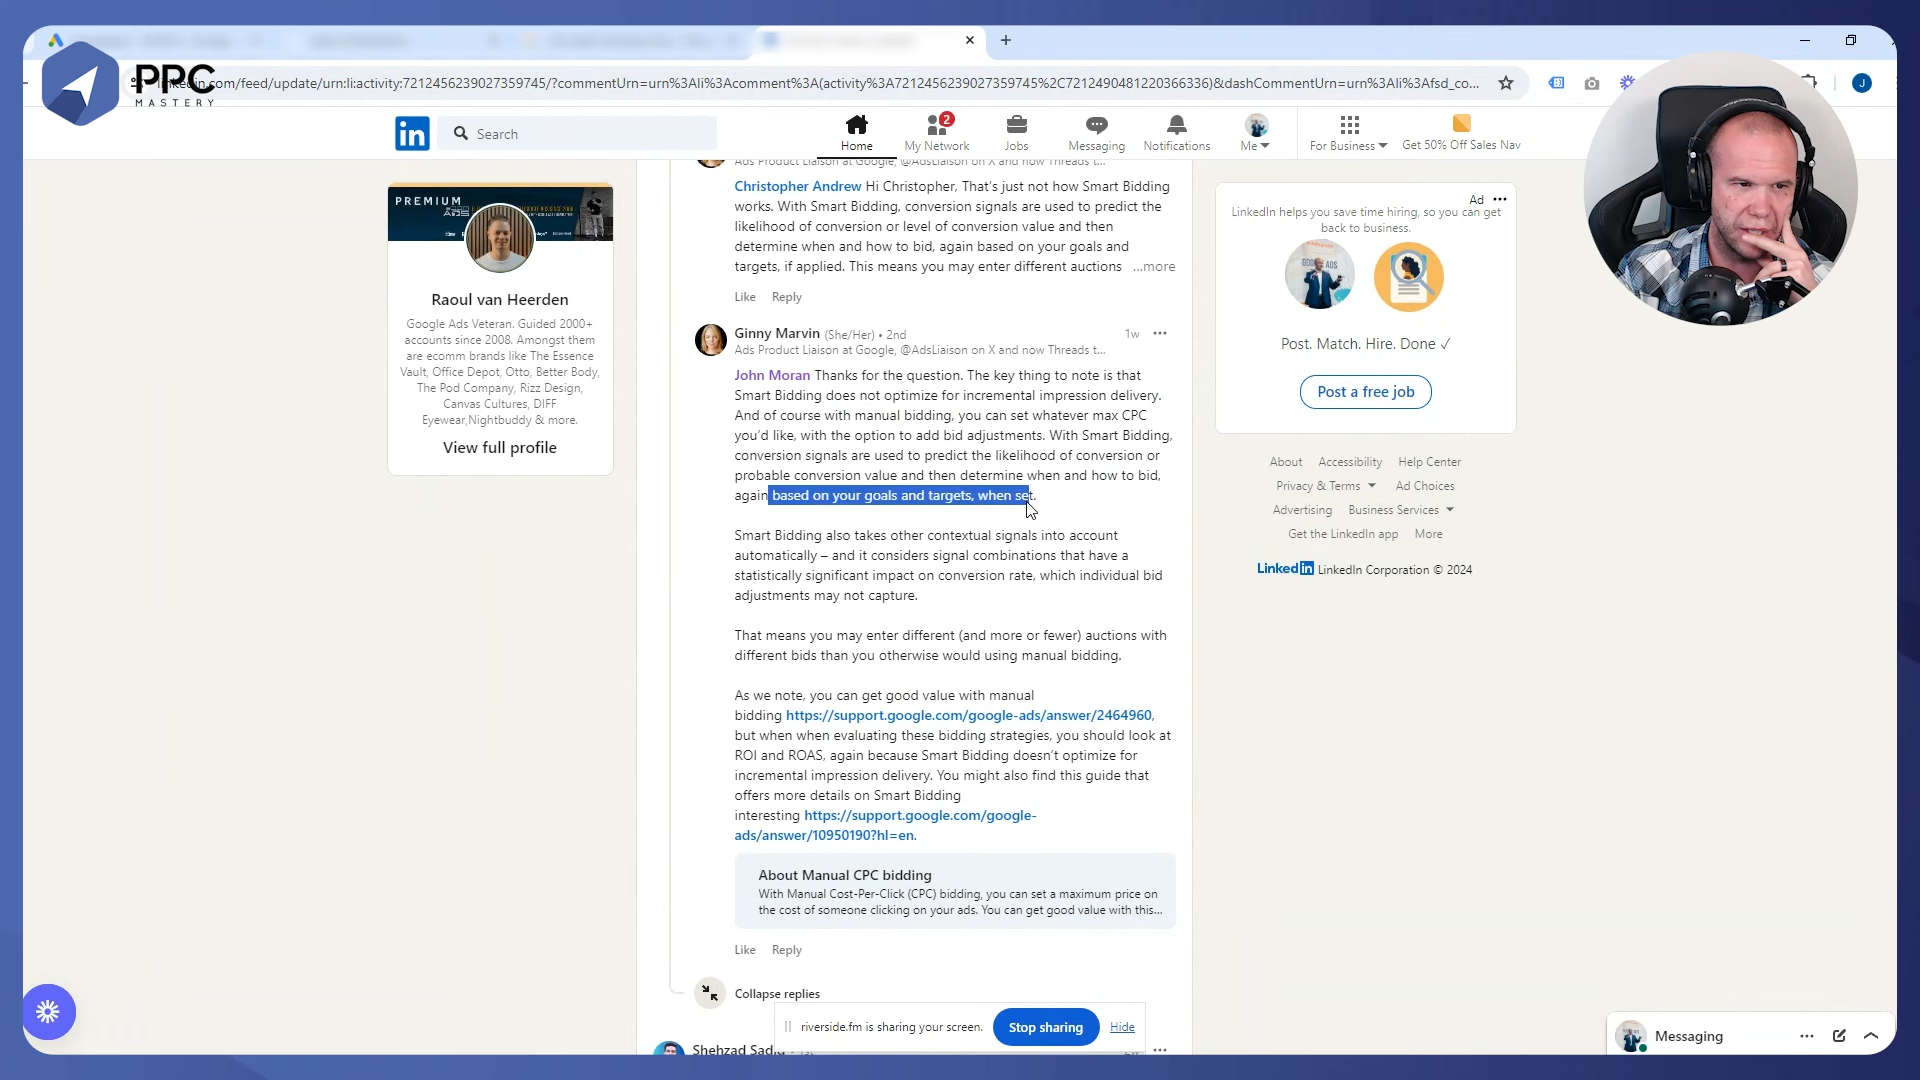 PPC
MASTERY
.com/feed/update/urn:li:activity:7212456239027359745/?commentUrn=urn%3Ali%3Acomment%3A(activity%3A7212456239027359745%2C7212490481220366336)&dashCommentUrn=urn%3Ali%3Afsd_co...
J
in
Search
Home
2
My Network
Jobs
Messaging
Notifications
Me
For Business
Get 50% Off Sales Nav
PREMIUM
Raoul van Heerden
Google Ads Veteran. Guided 2000+
accounts since 2008. Amongst them
are ecomm brands like The Essence
Vault, Office Depot, Otto, Better Body,
The Pod Company, Rizz Design,
Canvas Cultures, DIFF
Eyewear,Nightbuddy & more.
View full profile
Ads Product Liaison at Google, @AdsLiaison on X and now Threads t...
Christopher Andrew Hi Christopher, That's just not how Smart Bidding
works. With Smart Bidding, conversion signals are used to predict the
likelihood of conversion or level of conversion value and then
determine when and how to bid, again based on your goals and
targets, if applied. This means you may enter different auctions ...more
Like Reply
Ginny Marvin (She/Her) • 2nd 1w
Ads Product Liaison at Google, @AdsLiaison on X and now Threads t...
John Moran Thanks for the question. The key thing to note is that
Smart Bidding does not optimize for incremental impression delivery.
And of course with manual bidding, you can set whatever max CPC
you'd like, with the option to add bid adjustments. With Smart Bidding,
conversion signals are used to predict the likelihood of conversion or
probable conversion value and then determine when and how to bid,
again based on your goals and targets, when set.
Smart Bidding also takes other contextual signals into account
automatically – and it considers signal combinations that have a
statistically significant impact on conversion rate, which individual bid
adjustments may not capture.
That means you may enter different (and more or fewer) auctions with
different bids than you otherwise would using manual bidding.
As we note, you can get good value with manual
bidding https://support.google.com/google-ads/answer/2464960,
but when when evaluating these bidding strategies, you should look at
ROI and ROAS, again because Smart Bidding doesn't optimize for
incremental impression delivery. You might also find this guide that
offers more details on Smart Bidding
interesting https://support.google.com/google-
ads/answer/10950190?hl=en.
About Manual CPC bidding
With Manual Cost-Per-Click (CPC) bidding, you can set a maximum price on
the cost of someone clicking on your ads. You can get good value with this...
Like Reply
Collapse replies
riverside.fm is sharing your screen. Stop sharing Hide
Shehzad Sadiq
Ad
LinkedIn helps you save time hiring, so you can get
back to business.
Post. Match. Hire. Done ✓
Post a free job
About Accessibility Help Center
Privacy & Terms Ad Choices
Advertising Business Services
Get the LinkedIn app More
LinkedIn LinkedIn Corporation © 2024
Messaging